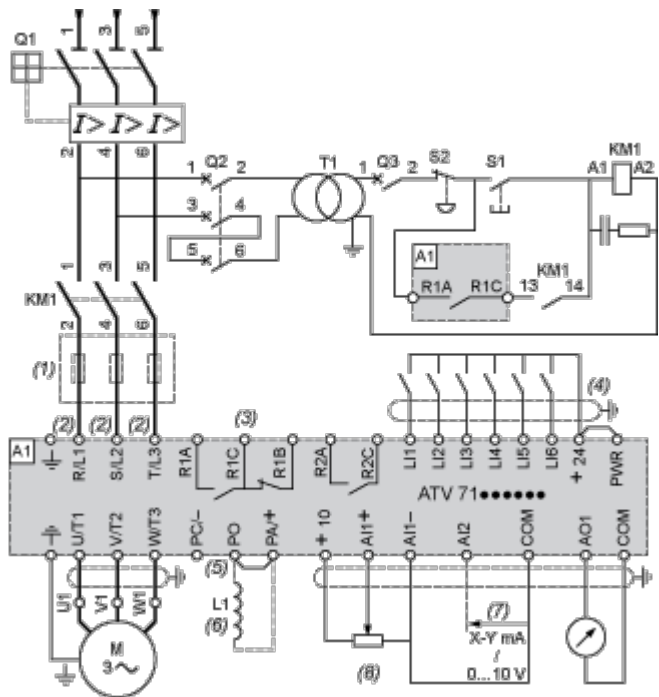 1 3 5
Q1
I> I> I>
2 4 6
1 Q2 2 T1 1 Q3 2 S2 S1 KM1
A1 A2
3 4
5 6
A1
R1A R1C 13 KM1 14
1 3 5
KM1
2 4 6
(1)
(2) (2) (2) (3) (4)
A1 R/L1 S/L2 T/L3 R1A R1C R1B R2A R2C LI1 LI2 LI3 LI4 LI5 LI6 +24 PWR
ATV 71••••••
U/T1 V/T2 W/T3 PC/- PO PA/+ +10 AI1+ AI1- AI2 COM AO1 COM
(5)
U1 V1 W1 L1 (7)
(6) X-Y mA
M /
3~ (8) 0...10 V